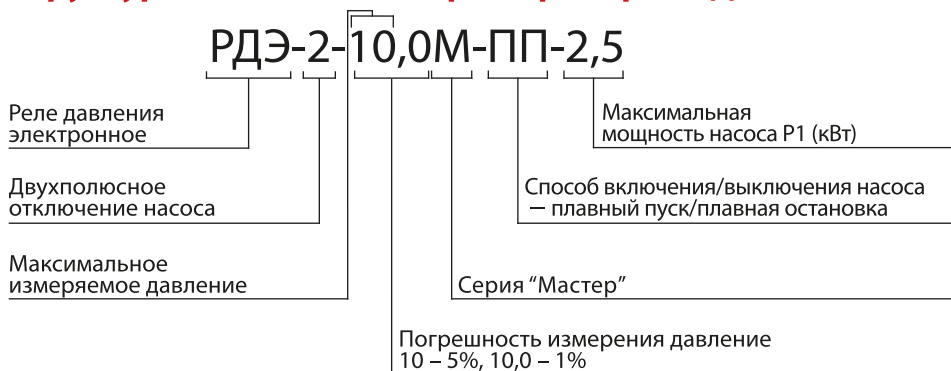 РДЭ-2-10,0М-ПП-2,5
Реле давления
электронное
Максимальная
мощность насоса P1 (кВт)
Двухполюсное
отключение насоса
Способ включения/выключения насоса
– плавный пуск/плавная остановка
Максимальное
измеряемое давление
Серия “Мастер”
Погрешность измерения давление
10 – 5%, 10,0 – 1%